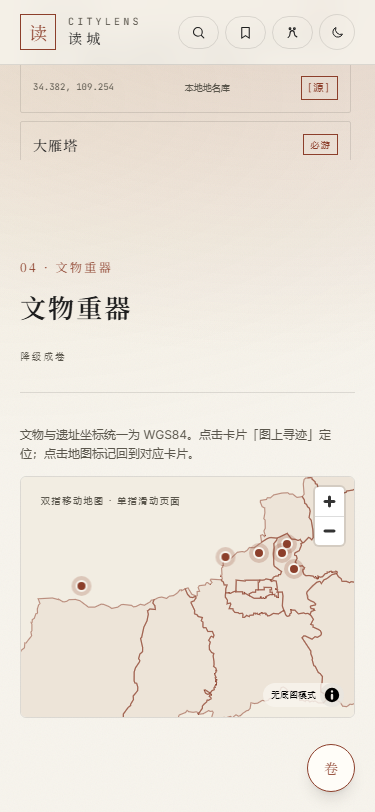 读
CITYLENS
读城
34.382, 109.254
本地地名库
[源]
大雁塔
必游
04 · 文物重器
文物重器
降级成卷
文物与遗址坐标统一为 WGS84。点击卡片「图上寻迹」定
位；点击地图标记回到对应卡片。
双指移动地图 · 单指滑动页面
无底图模式
卷